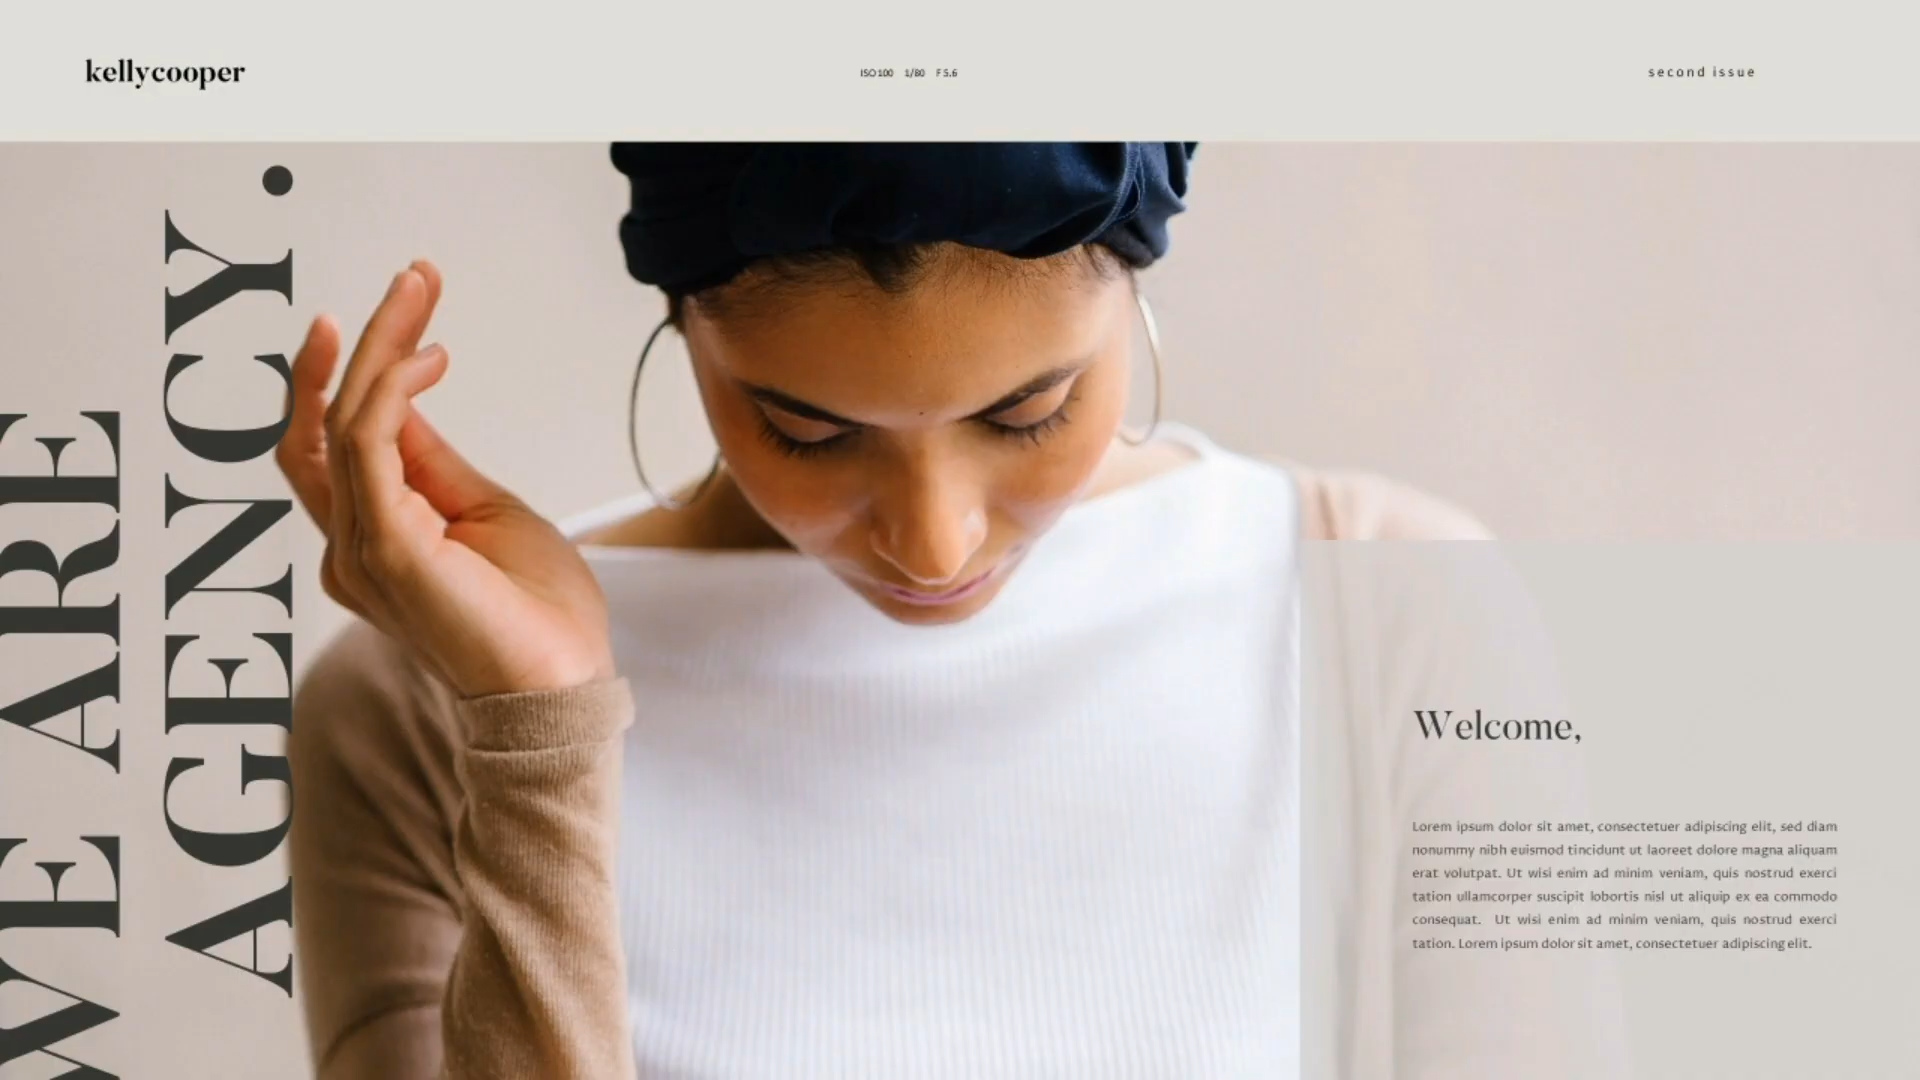 kellycooper
ISO100 1/80 F5.6
second issue
WE ARE
AGENCY.
Welcome,
Lorem ipsum dolor sit amet, consectetuer adipiscing elit, sed diam
nonummy nibh euismod tincidunt ut laoreet dolore magna aliquam
erat volutpat. Ut wisi enim ad minim veniam, quis nostrud exerci
tation ullamcorper suscipit lobortis nisl ut aliquip ex ea commodo
consequat. Ut wisi enim ad minim veniam, quis nostrud exerci
tation. Lorem ipsum dolor sit amet, consectetuer adipiscing elit.